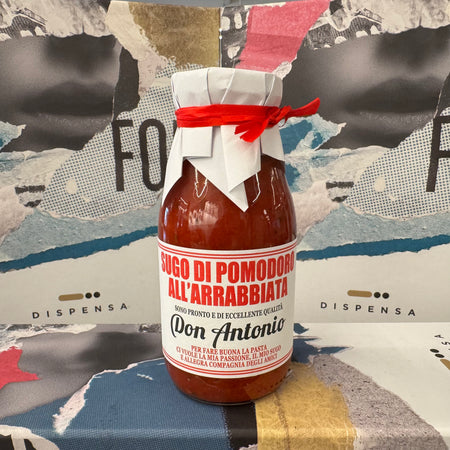 FO
DISPENSA
DISPENSA
SUGO DI POMODORO
ALL'ARRABBIATA
SONO PRONTO E DI ECCELLENTE QUALITÀ
Don Antonio
PER FARE BUONA LA PASTA
CI VUOLE LA MIA PASSIONE, IL MIO SUGO
E ALLEGRA COMPAGNIA DEGLI AMICI